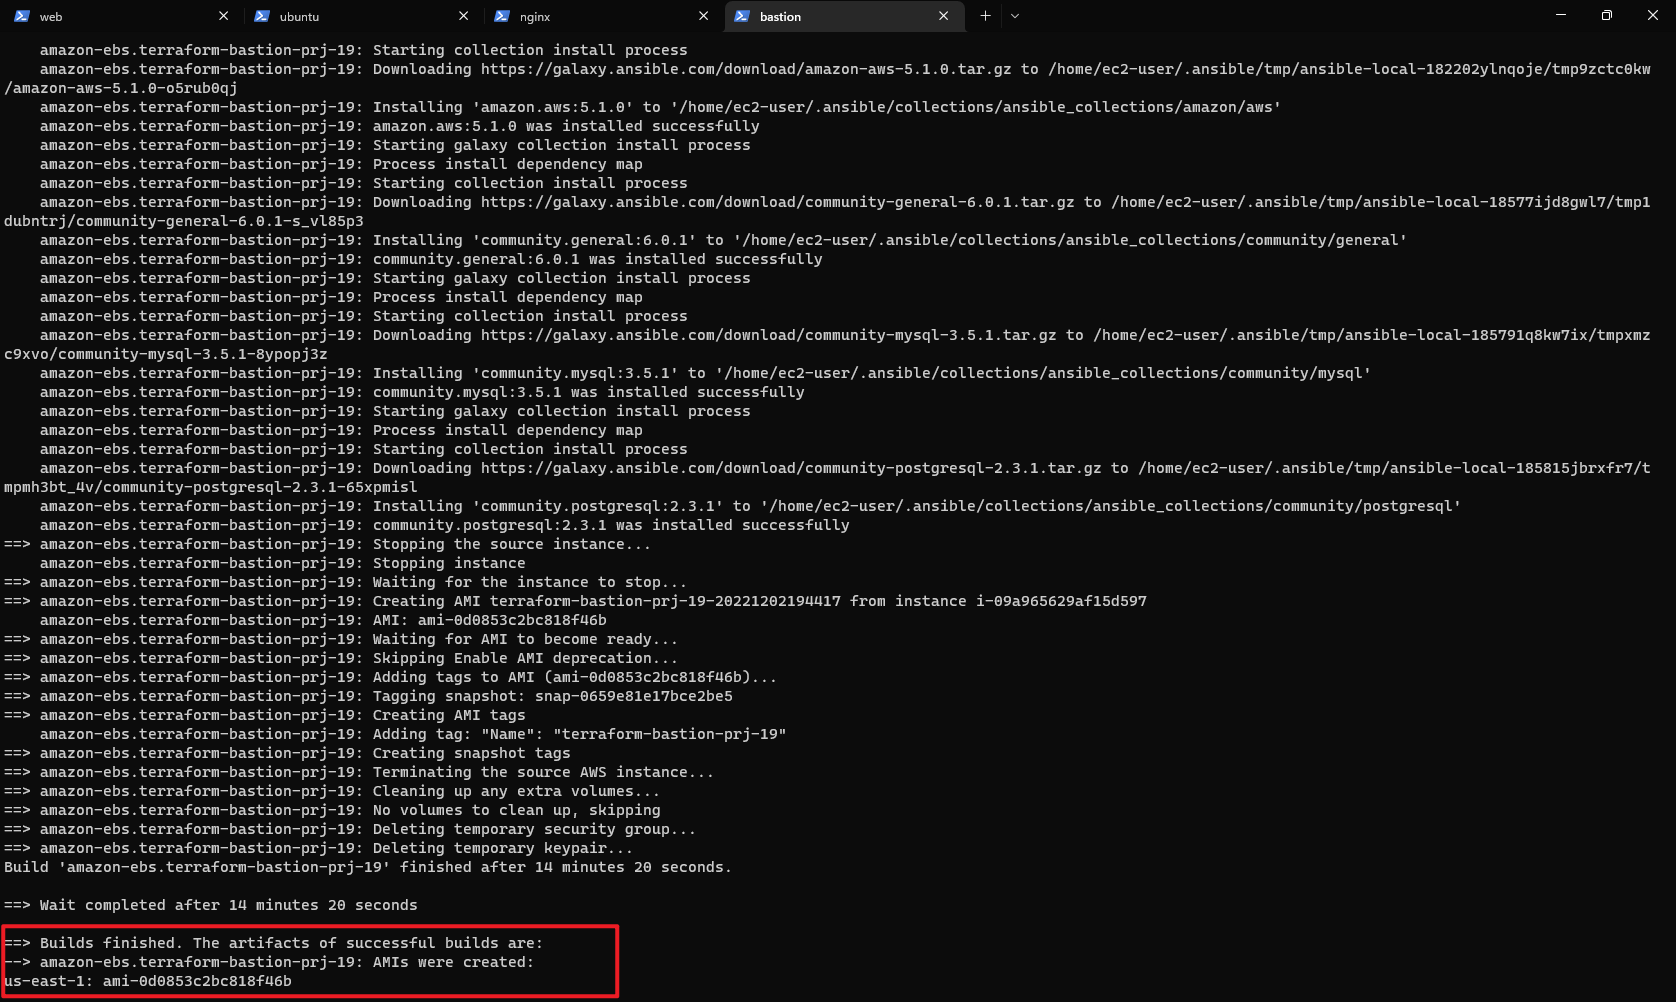 web
ubuntu
nginx
bastion
amazon-ebs.terraform-bastion-prj-19: Starting collection install process
amazon-ebs.terraform-bastion-prj-19: Downloading https://galaxy.ansible.com/download/amazon-aws-5.1.0.tar.gz to /home/ec2-user/.ansible/tmp/ansible-local-182202ylnqoje/tmp9zctc0kw
/amazon-aws-5.1.0-o5rub0qj
amazon-ebs.terraform-bastion-prj-19: Installing 'amazon.aws:5.1.0' to '/home/ec2-user/.ansible/collections/ansible_collections/amazon/aws'
amazon-ebs.terraform-bastion-prj-19: amazon.aws:5.1.0 was installed successfully
amazon-ebs.terraform-bastion-prj-19: Starting galaxy collection install process
amazon-ebs.terraform-bastion-prj-19: Process install dependency map
amazon-ebs.terraform-bastion-prj-19: Starting collection install process
amazon-ebs.terraform-bastion-prj-19: Downloading https://galaxy.ansible.com/download/community-general-6.0.1.tar.gz to /home/ec2-user/.ansible/tmp/ansible-local-18577ijd8gwl7/tmp1
dubntrj/community-general-6.0.1-s_vl85p3
amazon-ebs.terraform-bastion-prj-19: Installing 'community.general:6.0.1' to '/home/ec2-user/.ansible/collections/ansible_collections/community/general'
amazon-ebs.terraform-bastion-prj-19: community.general:6.0.1 was installed successfully
amazon-ebs.terraform-bastion-prj-19: Starting galaxy collection install process
amazon-ebs.terraform-bastion-prj-19: Process install dependency map
amazon-ebs.terraform-bastion-prj-19: Starting collection install process
amazon-ebs.terraform-bastion-prj-19: Downloading https://galaxy.ansible.com/download/community-mysql-3.5.1.tar.gz to /home/ec2-user/.ansible/tmp/ansible-local-185791q8kw7ix/tmpxmz
c9xvo/community-mysql-3.5.1-8ypopj3z
amazon-ebs.terraform-bastion-prj-19: Installing 'community.mysql:3.5.1' to '/home/ec2-user/.ansible/collections/ansible_collections/community/mysql'
amazon-ebs.terraform-bastion-prj-19: community.mysql:3.5.1 was installed successfully
amazon-ebs.terraform-bastion-prj-19: Starting galaxy collection install process
amazon-ebs.terraform-bastion-prj-19: Process install dependency map
amazon-ebs.terraform-bastion-prj-19: Starting collection install process
amazon-ebs.terraform-bastion-prj-19: Downloading https://galaxy.ansible.com/download/community-postgresql-2.3.1.tar.gz to /home/ec2-user/.ansible/tmp/ansible-local-185815jbrxfr7/t
mpmh3bt_4v/community-postgresql-2.3.1-65xpmisl
amazon-ebs.terraform-bastion-prj-19: Installing 'community.postgresql:2.3.1' to '/home/ec2-user/.ansible/collections/ansible_collections/community/postgresql'
amazon-ebs.terraform-bastion-prj-19: community.postgresql:2.3.1 was installed successfully
==> amazon-ebs.terraform-bastion-prj-19: Stopping the source instance...
amazon-ebs.terraform-bastion-prj-19: Stopping instance
==> amazon-ebs.terraform-bastion-prj-19: Waiting for the instance to stop...
==> amazon-ebs.terraform-bastion-prj-19: Creating AMI terraform-bastion-prj-19-20221202194417 from instance i-09a965629af15d597
amazon-ebs.terraform-bastion-prj-19: AMI: ami-0d0853c2bc818f46b
==> amazon-ebs.terraform-bastion-prj-19: Waiting for AMI to become ready...
==> amazon-ebs.terraform-bastion-prj-19: Skipping Enable AMI deprecation...
==> amazon-ebs.terraform-bastion-prj-19: Adding tags to AMI (ami-0d0853c2bc818f46b)...
==> amazon-ebs.terraform-bastion-prj-19: Tagging snapshot: snap-0659e81e17bce2be5
==> amazon-ebs.terraform-bastion-prj-19: Creating AMI tags
amazon-ebs.terraform-bastion-prj-19: Adding tag: "Name": "terraform-bastion-prj-19"
==> amazon-ebs.terraform-bastion-prj-19: Creating snapshot tags
==> amazon-ebs.terraform-bastion-prj-19: Terminating the source AWS instance...
==> amazon-ebs.terraform-bastion-prj-19: Cleaning up any extra volumes...
==> amazon-ebs.terraform-bastion-prj-19: No volumes to clean up, skipping
==> amazon-ebs.terraform-bastion-prj-19: Deleting temporary security group...
==> amazon-ebs.terraform-bastion-prj-19: Deleting temporary keypair...
Build 'amazon-ebs.terraform-bastion-prj-19' finished after 14 minutes 20 seconds.
==> Wait completed after 14 minutes 20 seconds
==> Builds finished. The artifacts of successful builds are:
--> amazon-ebs.terraform-bastion-prj-19: AMIs were created:
us-east-1: ami-0d0853c2bc818f46b